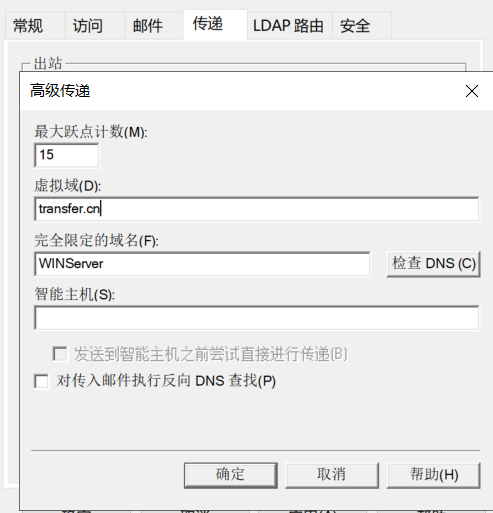 常规 访问 邮件 传递 LDAP 路由 安全
出站
高级传递
最大跃点计数(M):
15
虚拟域(D):
transfer.cn
完全限定的域名(F):
WINServer
检查 DNS (C)
智能主机(S):
发送到智能主机之前尝试直接进行传递(B)
对传入邮件执行反向 DNS 查找(P)
确定 取消 帮助(H)